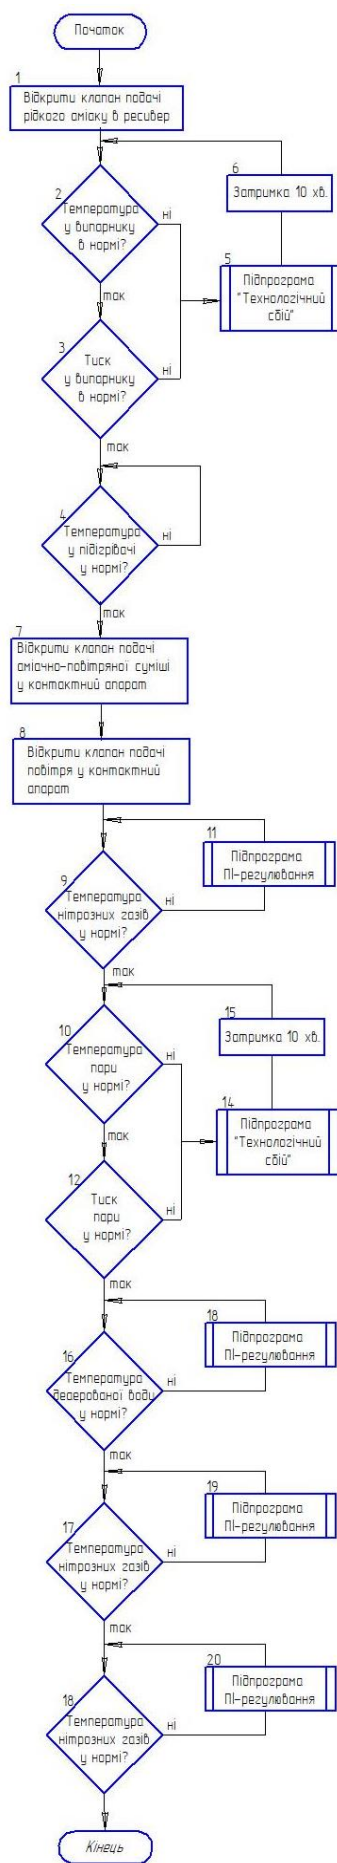 Початок
1
Відкрити клапан подачі
рідкого аміаку в ресивер
2
Температура
у випарнику
в нормі?
ні
6
Затримка 10 хв.
5
Підпрограма
"Технологічний
сбій"
так
3
Тиск
у випарнику
в нормі?
ні
так
4
Температура
у підігрівачі
у нормі?
ні
так
7
Відкрити клапан подачі
аміачно-повітряної суміші
у контактний апарат
8
Відкрити клапан подачі
повітря у контактний
апарат
11
Підпрограма
ПІ-регулювання
9
Температура
нітрозних газів
у нормі?
ні
так
10
Температура
пари
у нормі?
ні
15
Затримка 10 хв.
14
Підпрограма
"Технологічний
сбій"
так
12
Тиск
пари
у нормі?
ні
так
18
Підпрограма
ПІ-регулювання
16
Температура
деаерованої воду
у нормі?
ні
так
19
Підпрограма
ПІ-регулювання
17
Температура
нітрозних газів
у нормі?
ні
так
20
Підпрограма
ПІ-регулювання
18
Температура
нітрозних газів
у нормі?
ні
так
Кінець